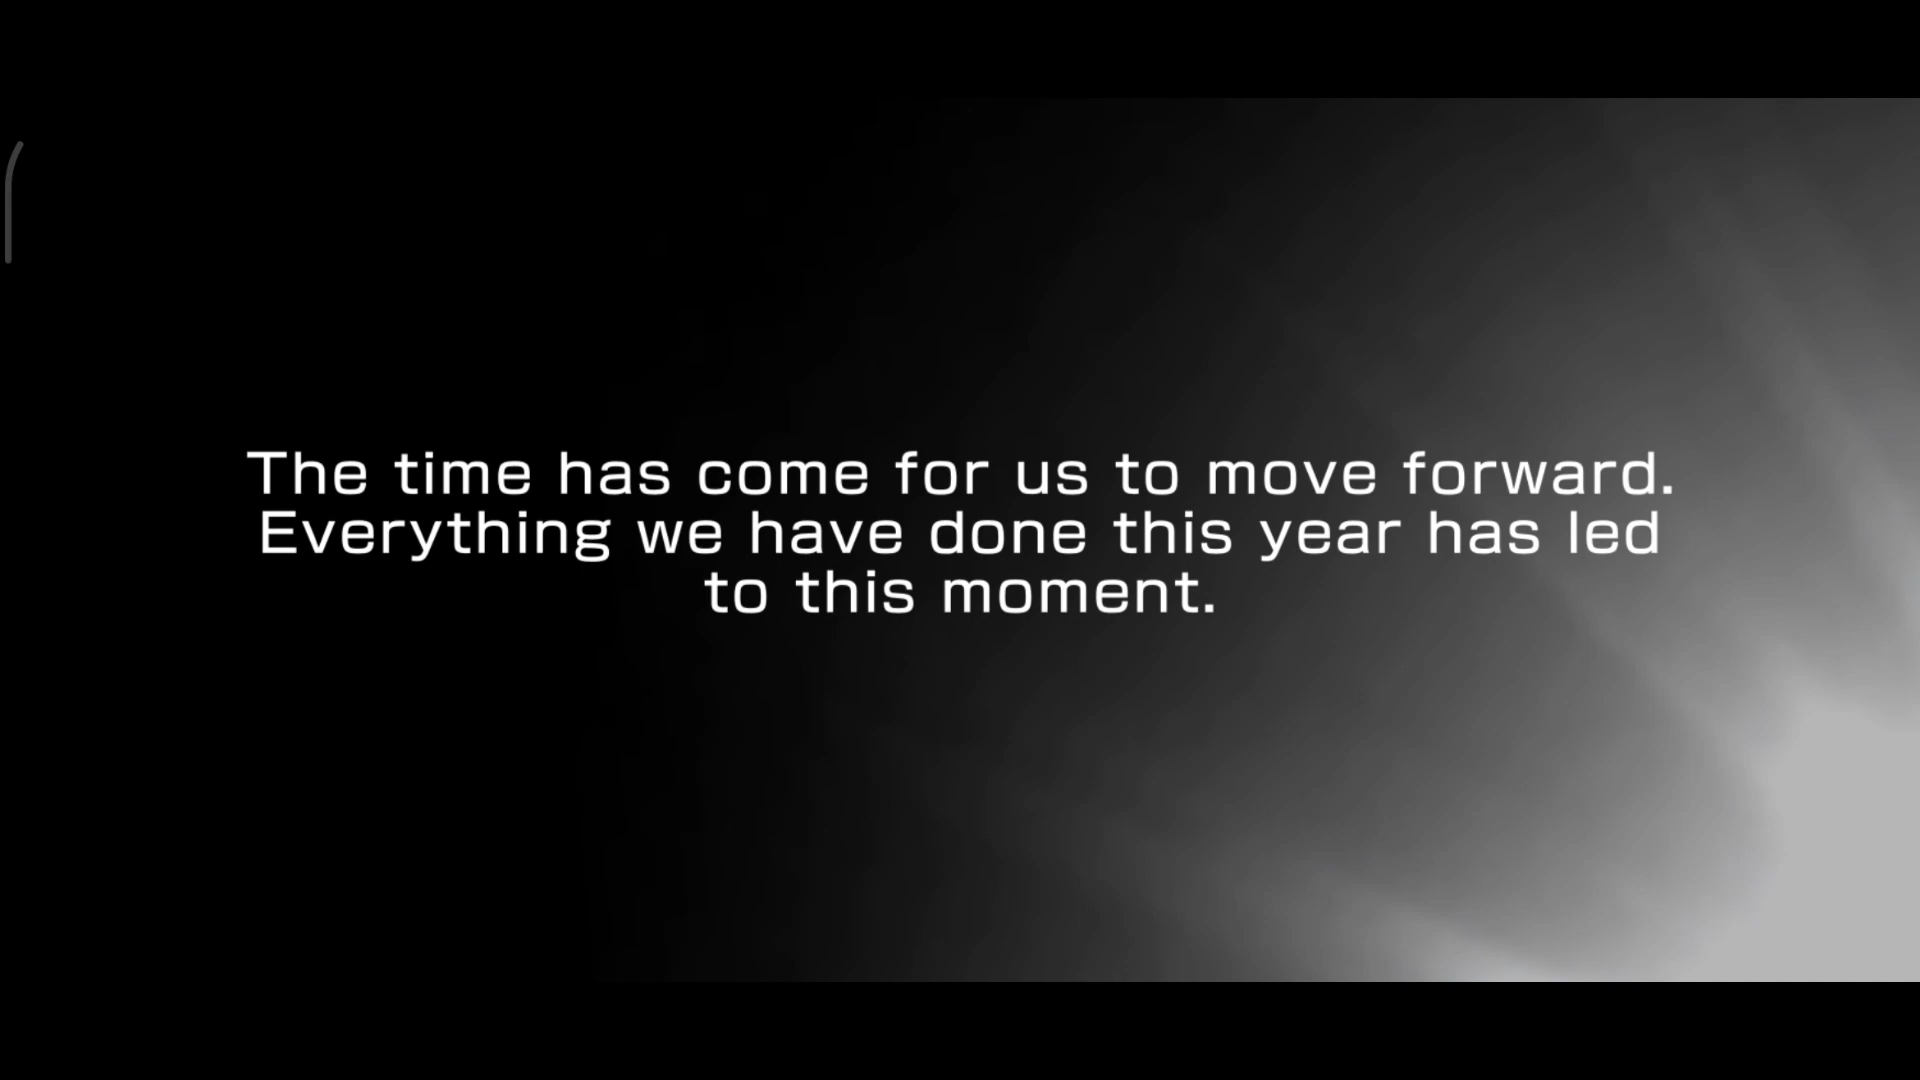 The time has come for us to move forward.
Everything we have done this year has led
to this moment.